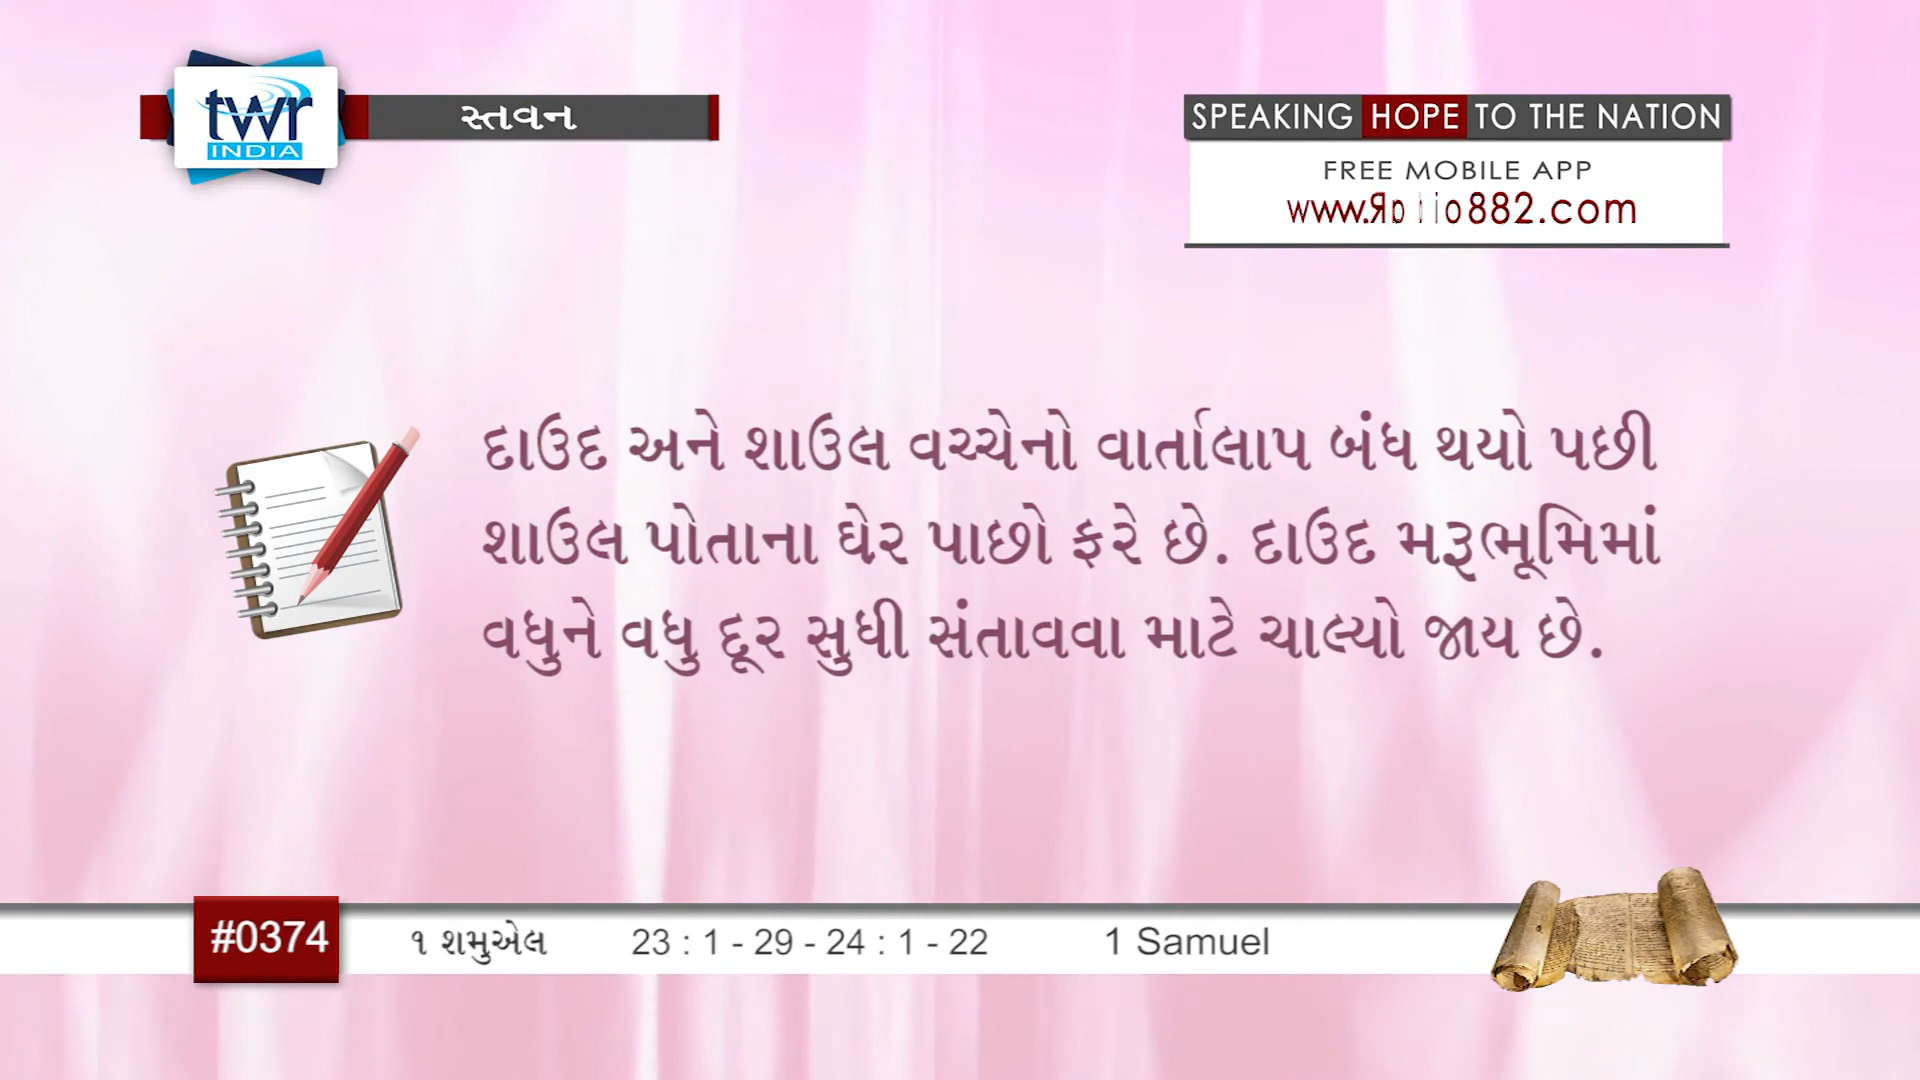 twr
INDIA
સ્તવન
SPEAKING HOPE TO THE NATION
FREE MOBILE APP
દાઉદ અને શાઉલ વચ્ચેનો વાર્તાલાપ બંધ થયો પછી
શાઉલ પોતાના ઘેર પાછો ફરે છે. દાઉદ મરૂભૂમિમાં
વધુને વધુ દૂર સુધી સંતાવવા માટે ચાલ્યો જાય છે.
#0374 ૧ શમુએલ 23 : 1 - 29 - 24 : 1 - 22 1 Samuel